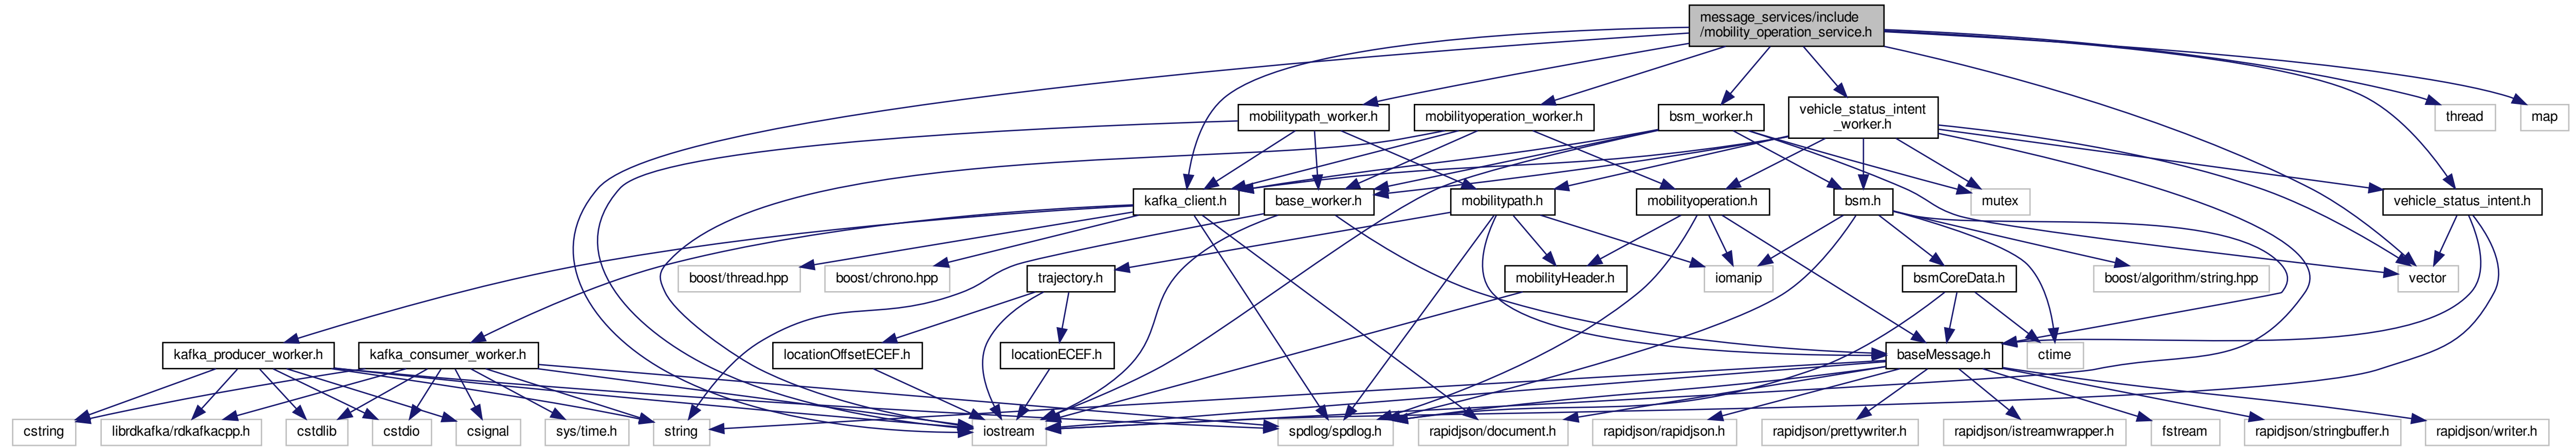 message_services/include
/mobility_operation_service.h
mobilitypath_worker.h
mobilityoperation_worker.h
bsm_worker.h
vehicle_status_intent
_worker.h
thread
map
kafka_client.h
base_worker.h
mobilitypath.h
mobilityoperation.h
bsm.h
mutex
vehicle_status_intent.h
boost/thread.hpp
boost/chrono.hpp
trajectory.h
mobilityHeader.h
iomanip
bsmCoreData.h
boost/algorithm/string.hpp
vector
kafka_producer_worker.h
kafka_consumer_worker.h
locationOffsetECEF.h
locationECEF.h
baseMessage.h
ctime
cstring
librdkafka/rdkafkacpp.h
cstdlib
cstdio
csignal
sys/time.h
string
iostream
spdlog/spdlog.h
rapidjson/document.h
rapidjson/rapidjson.h
rapidjson/prettywriter.h
rapidjson/istreamwrapper.h
fstream
rapidjson/stringbuffer.h
rapidjson/writer.h